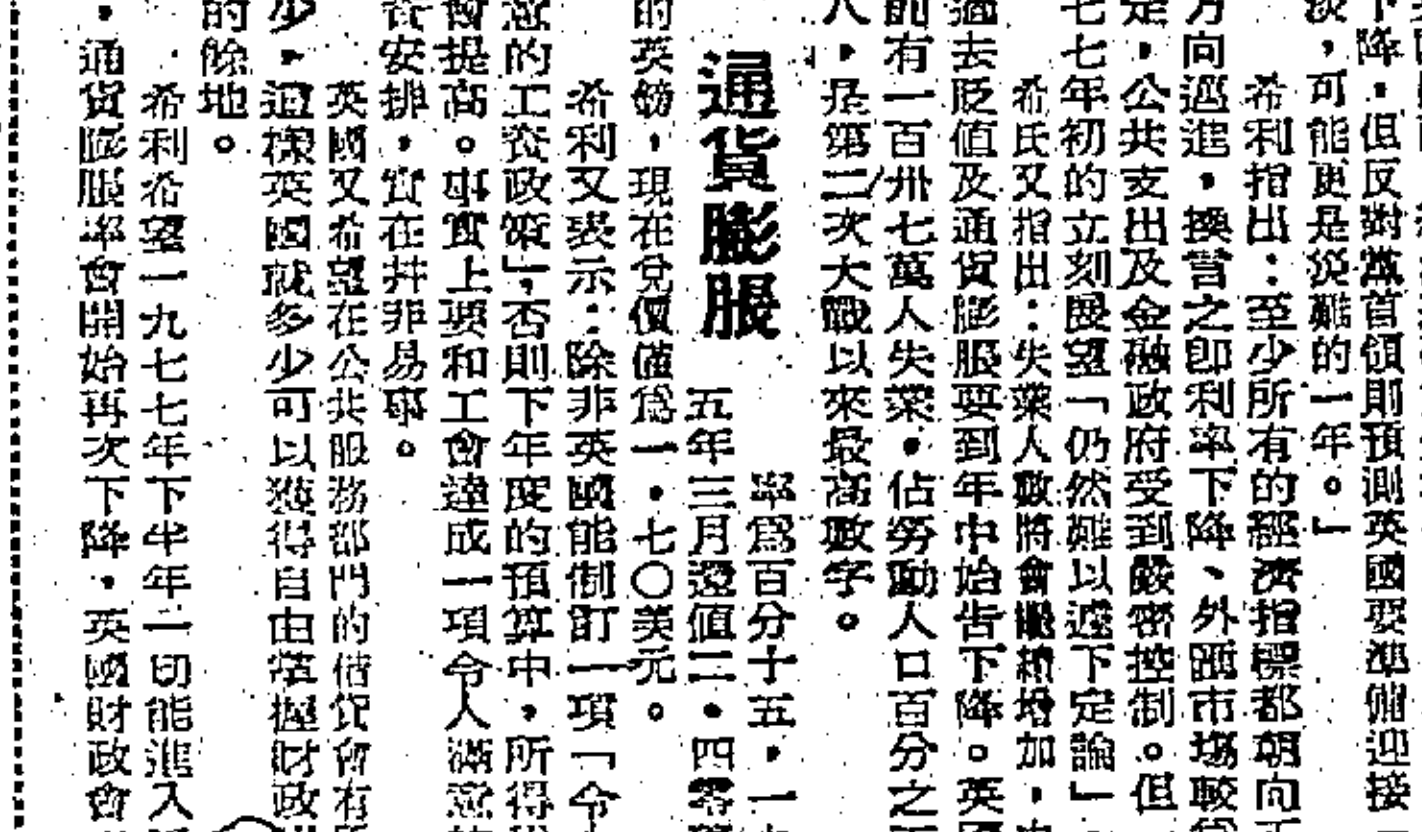 下降，但反對黨首領則預測英國要準備迎接
淡，可能更是災難的一年。」
希利指出：至少所有的經濟指標都朝向正
方向邁進，換言之即利率下降、外匯市場較
定，公共支出及金融政府受到嚴密控制。但
七七年初的立刻展望「仍然難以遽下定論」
希氏又指出：失業人數將會繼續增加，
過去貶值及通貨膨脹要到年中始告下降。英國
前有一百卅七萬人失業，佔勞動人口百分之
人，是第二次大戰以來最高數字。
通貨膨脹
率爲百分十五，一
五年三月還值二．四零
的英鎊，現在兌價僅爲一．七〇美元。
希利又表示：除非英國能制訂一項「令
意的工資政策」，否則下年度的預算中，所得
會提高。事實上要和工會達成一項令人滿意
資安排，實在并非易事。
英國又希望在公共服務部門的借貸會有
少，這樣英國就多少可以獲得自由掌握財政
的餘地。
希利希望一九七七年下半年一切能進入
，通貨膨脹率會開始再次下降，英國財政會